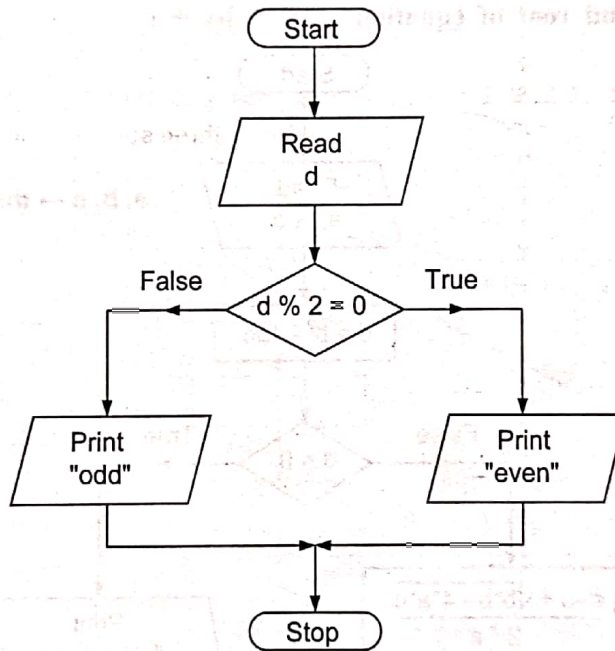 Start
Read
d
False
d % 2 = 0
True
Print
"odd"
Print
"even"
Stop